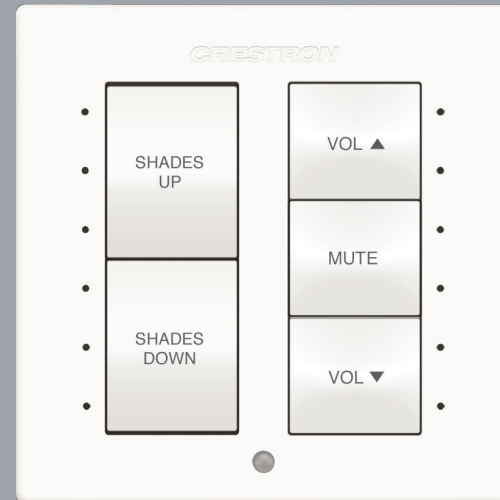 CRESTRON
SHADES
UP
SHADES
DOWN
VOL ▲
MUTE
VOL ▼